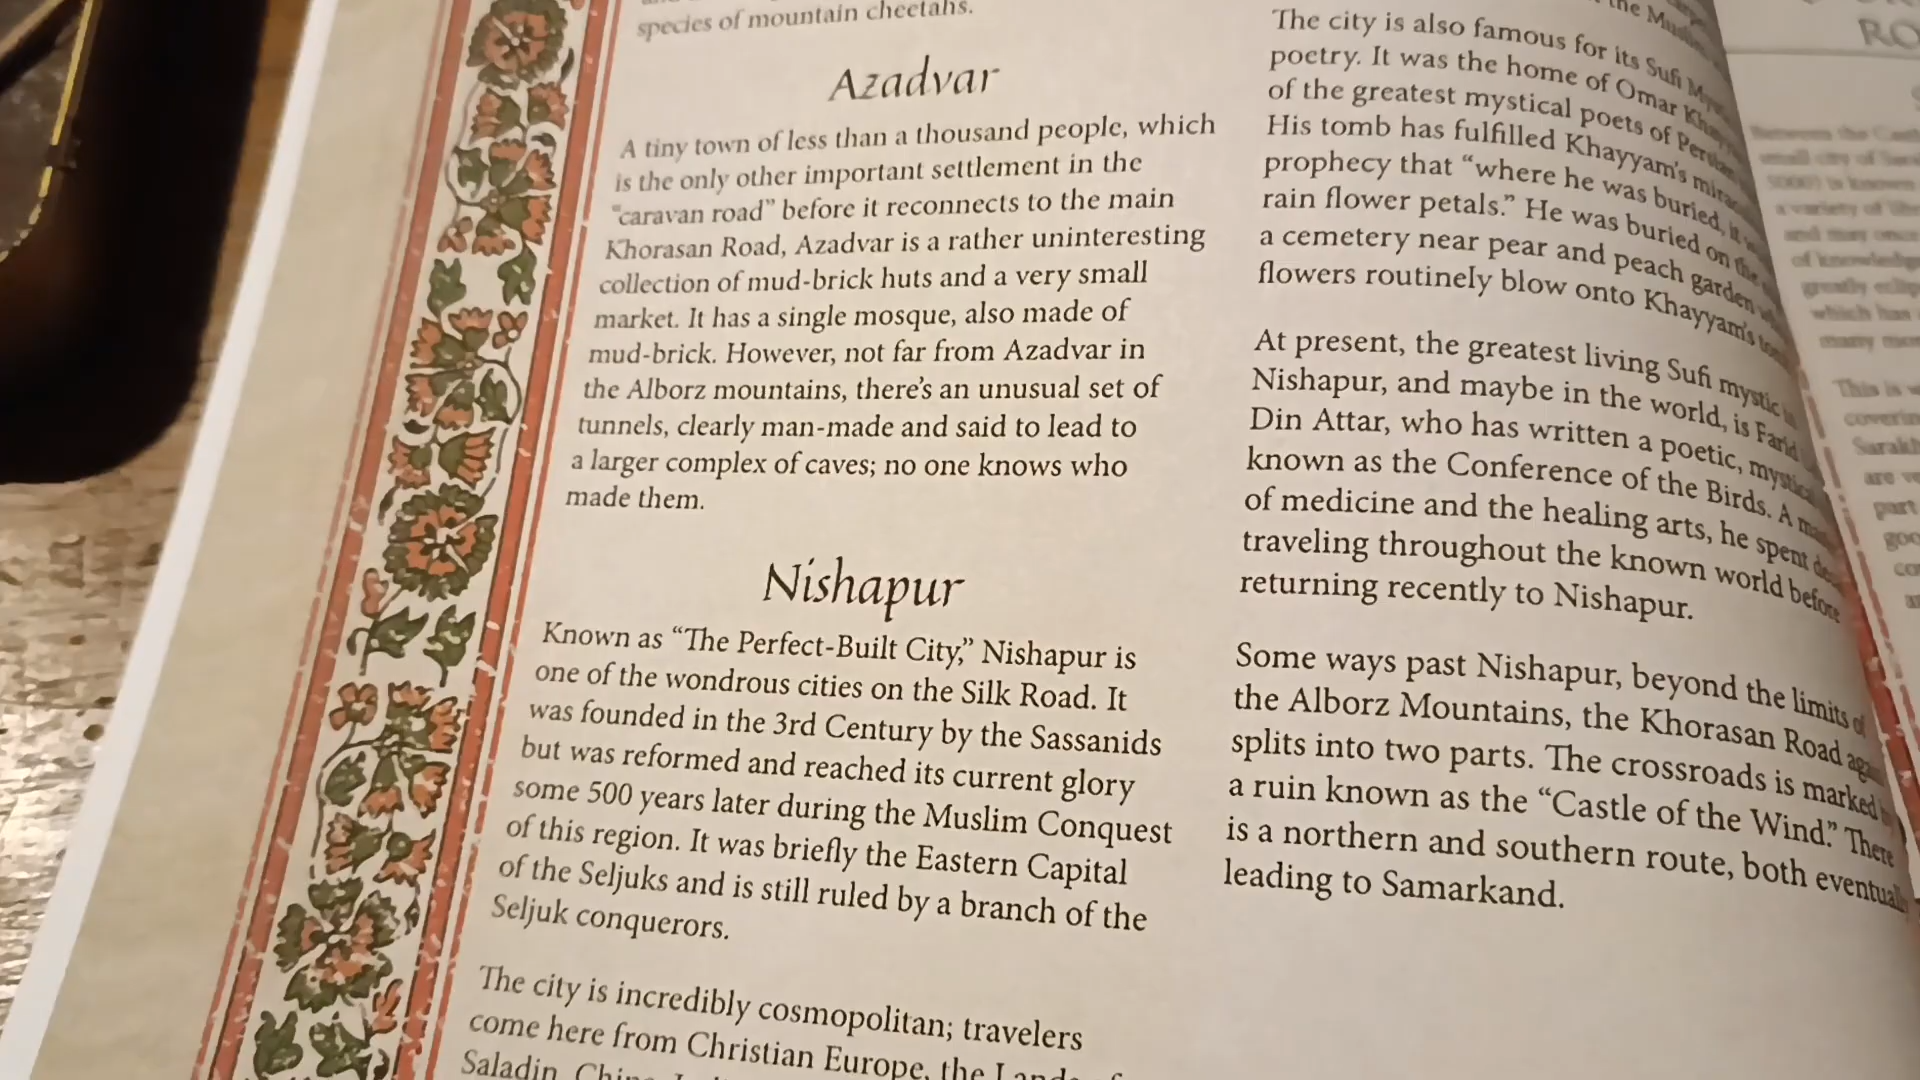 species of mountain cheetahs.
Azadvar
A tiny town of less than a thousand people, which
is the only other important settlement in the
"caravan road" before it reconnects to the main
Khorasan Road, Azadvar is a rather uninteresting
collection of mud-brick huts and a very small
market. It has a single mosque, also made of
mud-brick. However, not far from Azadvar in
the Alborz mountains, there's an unusual set of
tunnels, clearly man-made and said to lead to
a larger complex of caves; no one knows who
made them.
Nishapur
Known as "The Perfect-Built City," Nishapur is
one of the wondrous cities on the Silk Road. It
was founded in the 3rd Century by the Sassanids
but was reformed and reached its current glory
some 500 years later during the Muslim Conquest
of this region. It was briefly the Eastern Capital
of the Seljuks and is still ruled by a branch of the
Seljuk conquerors.
The city is incredibly cosmopolitan; travelers
come here from Christian Europe, the Lands of
Saladin, China,
the
The city is also famous for its Sufi
poetry. It was the home of Omar
of the greatest mystical poets of
His tomb has fulfilled Khayyam's
prophecy that "where he was buried, it
rain flower petals." He was buried on the
a cemetery near pear and peach garden
flowers routinely blow onto Khayyam's
At present, the greatest living Sufi mystic
Nishapur, and maybe in the world, is Farid
Din Attar, who has written a poetic, mystical
known as the Conference of the Birds. A
of medicine and the healing arts, he spent
traveling throughout the known world before
returning recently to Nishapur.
Some ways past Nishapur, beyond the limits of
the Alborz Mountains, the Khorasan Road
splits into two parts. The crossroads is marked
a ruin known as the "Castle of the Wind." There
is a northern and southern route, both
leading to Samarkand.
RO